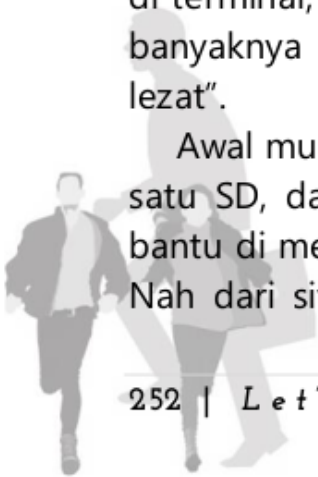 di terminal,
banyaknya
lezat".
Awal mu
satu SD, da
bantu di me
Nah dari si
252 | Let'